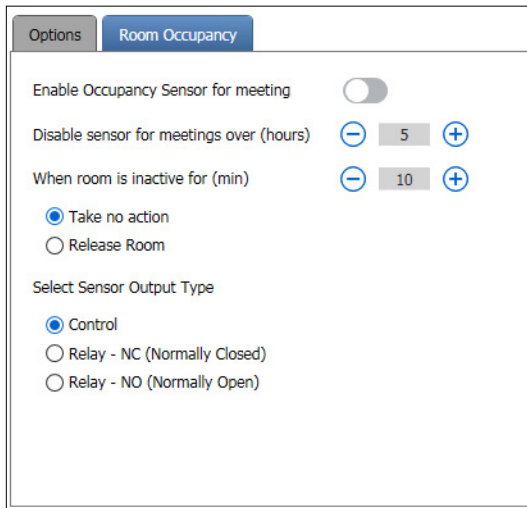 Options Room Occupancy
Enable Occupancy Sensor for meeting
Disable sensor for meetings over (hours) 5
When room is inactive for (min) 10
Take no action
Release Room
Select Sensor Output Type
Control
Relay - NC (Normally Closed)
Relay - NO (Normally Open)